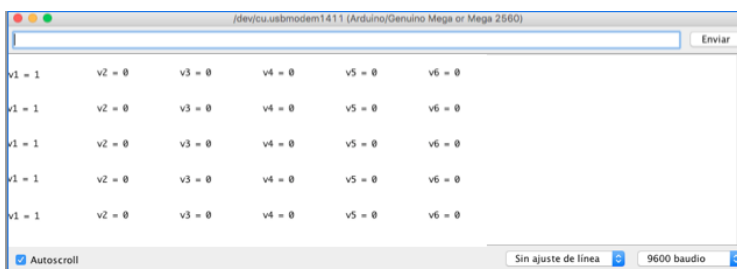 /dev/cu.usbmodem1411 (Arduino/Genuino Mega or Mega 2560)
Enviar
v1 = 1 v2 = 0 v3 = 0 v4 = 0 v5 = 0 v6 = 0
v1 = 1 v2 = 0 v3 = 0 v4 = 0 v5 = 0 v6 = 0
v1 = 1 v2 = 0 v3 = 0 v4 = 0 v5 = 0 v6 = 0
v1 = 1 v2 = 0 v3 = 0 v4 = 0 v5 = 0 v6 = 0
v1 = 1 v2 = 0 v3 = 0 v4 = 0 v5 = 0 v6 = 0
Autoscroll Sin ajuste de línea 9600 baudio